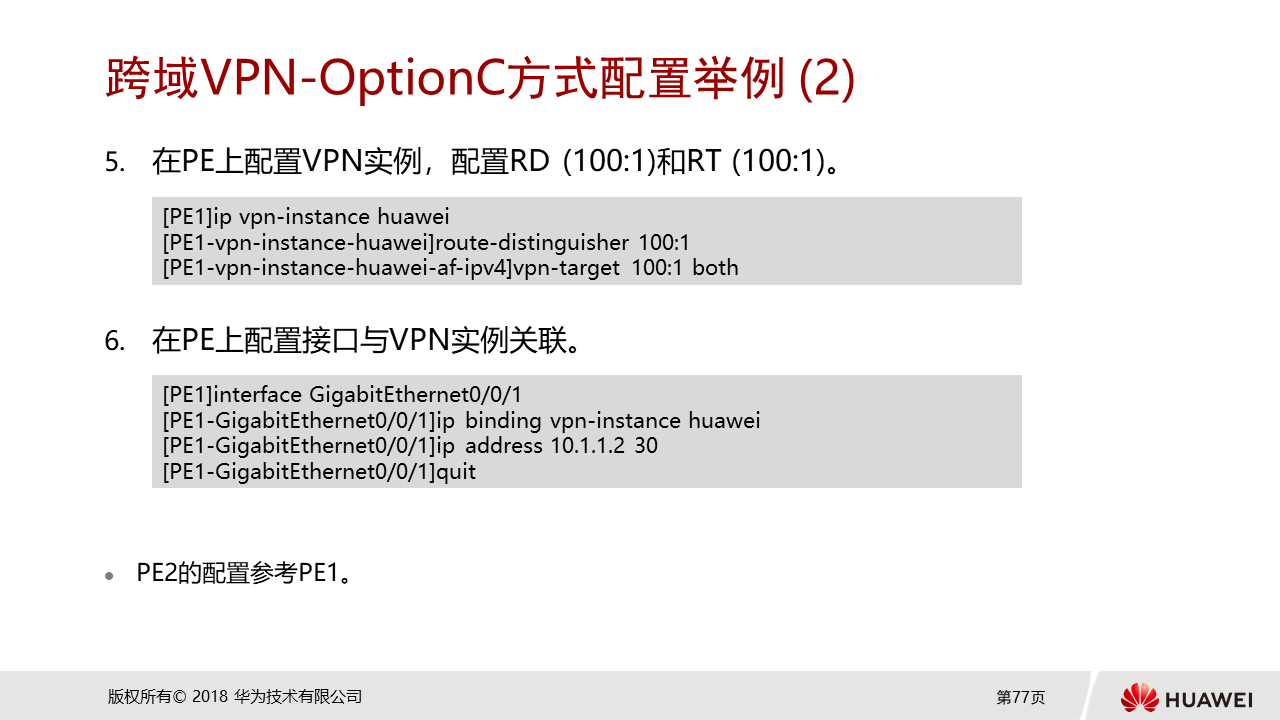 跨域VPN-OptionC方式配置举例 (2)
5. 在PE上配置VPN实例，配置RD (100:1)和RT (100:1)。
[PE1]ip vpn-instance huawei
[PE1-vpn-instance-huawei]route-distinguisher 100:1
[PE1-vpn-instance-huawei-af-ipv4]vpn-target 100:1 both
6. 在PE上配置接口与VPN实例关联。
[PE1]interface GigabitEthernet0/0/1
[PE1-GigabitEthernet0/0/1]ip binding vpn-instance huawei
[PE1-GigabitEthernet0/0/1]ip address 10.1.1.2 30
[PE1-GigabitEthernet0/0/1]quit
● PE2的配置参考PE1。
版权所有© 2018 华为技术有限公司
第77页
HUAWEI